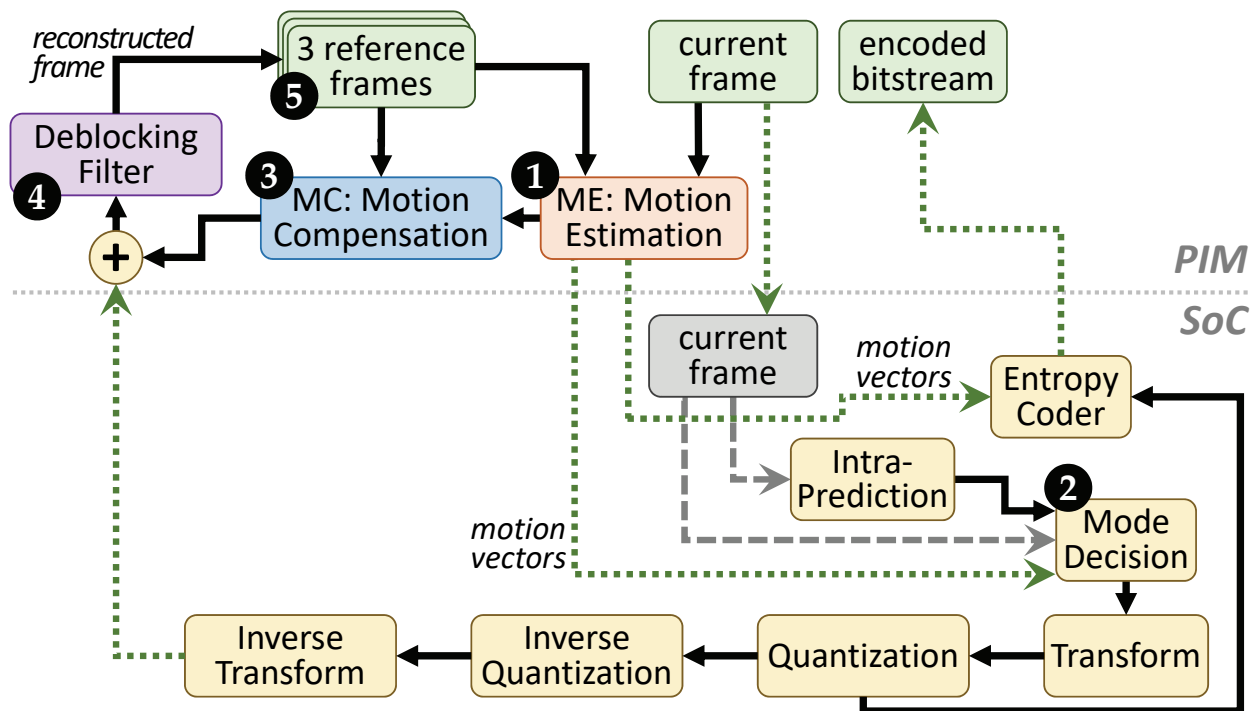 reconstructed
frame
3 reference
frames
5
current
frame
encoded
bitstream
Deblocking
Filter
4
3
MC: Motion
Compensation
1
ME: Motion
Estimation
+
PIM
SoC
current
frame
motion
vectors
Entropy
Coder
Intra-
Prediction
2
Mode
Decision
motion
vectors
Inverse
Transform
Inverse
Quantization
Quantization
Transform